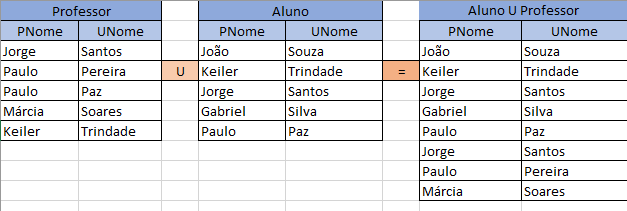 Professor Aluno Aluno U Professor
PNome UNome PNome UNome PNome UNome
Jorge Santos João Souza João Souza
Paulo Pereira U Keiler Trindade = Keiler Trindade
Paulo Paz Jorge Santos Jorge Santos
Márcia Soares Gabriel Silva Gabriel Silva
Keiler Trindade Paulo Paz Paulo Paz
Jorge Santos
Paulo Pereira
Márcia Soares